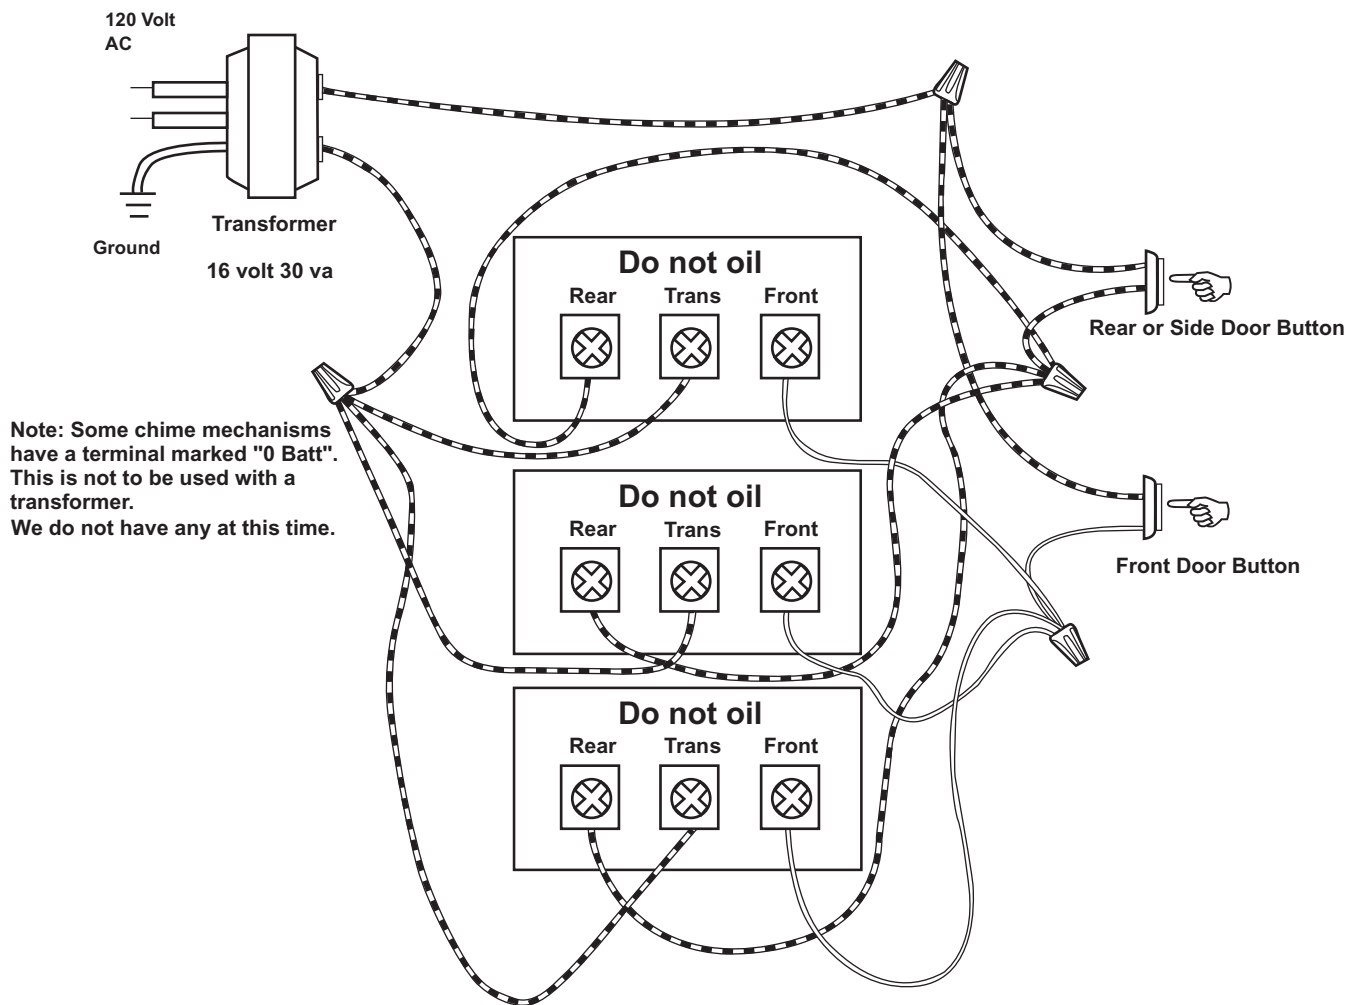 120 Volt
AC
Ground
Transformer
16 volt 30 va
Do not oil
Rear Trans Front
Rear or Side Door Button
Note: Some chime mechanisms
have a terminal marked "0 Batt".
This is not to be used with a
transformer.
We do not have any at this time.
Do not oil
Rear Trans Front
Front Door Button
Do not oil
Rear Trans Front